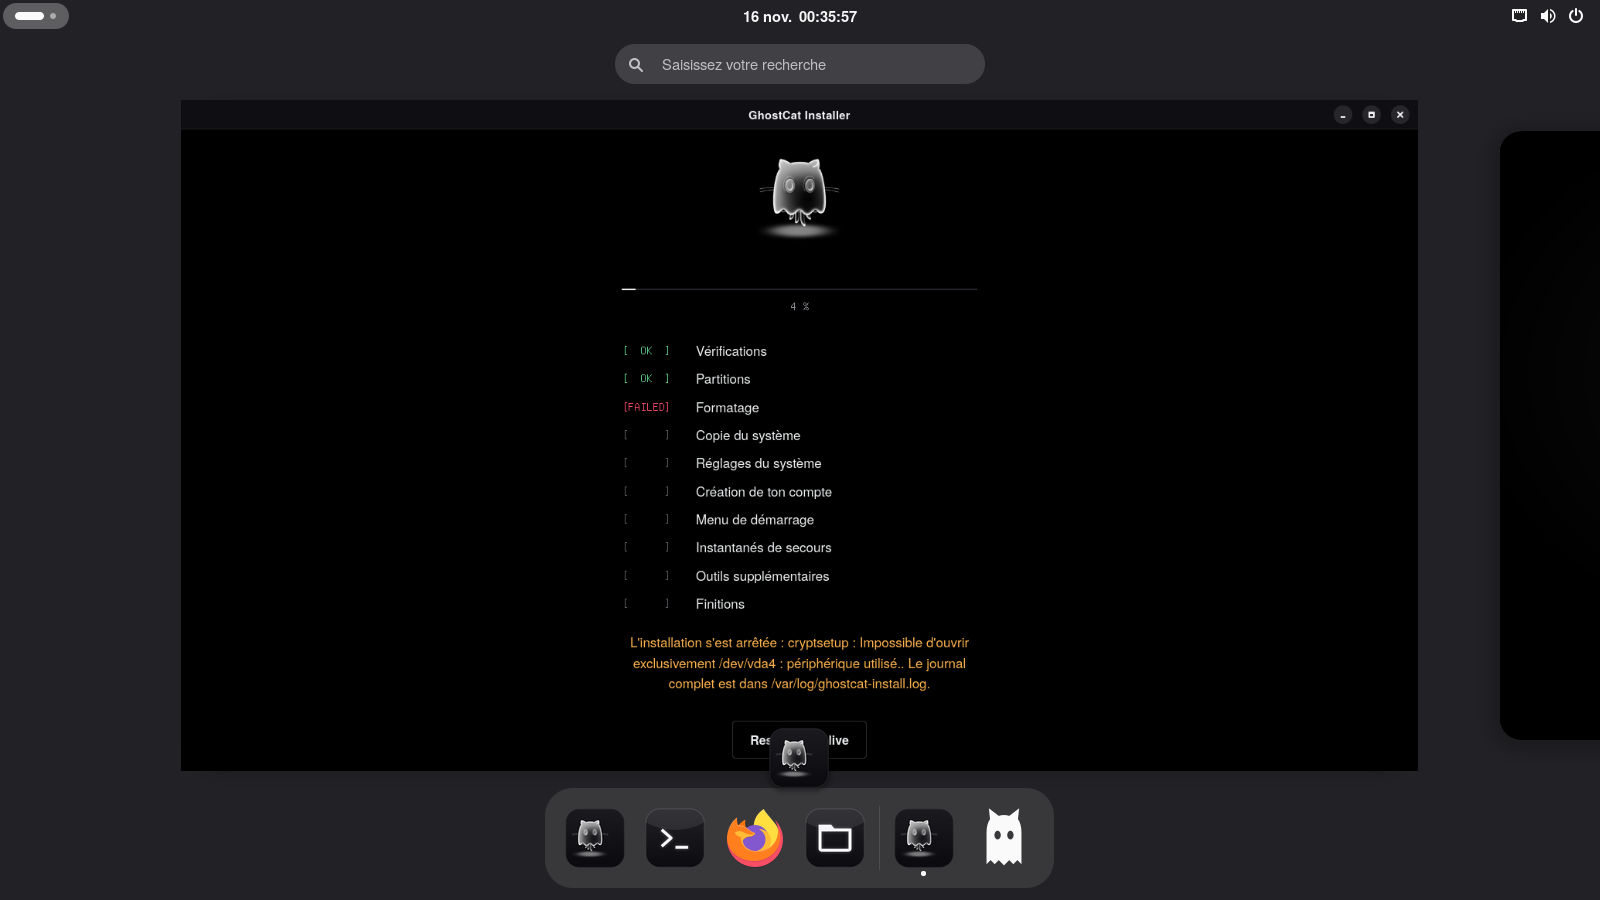 16 nov. 00:35:57
Saisissez votre recherche
GhostCat Installer
4 %
[ OK ] Vérifications
[ OK ] Partitions
[FAILED] Formatage
[ ] Copie du système
[ ] Réglages du système
[ ] Création de ton compte
[ ] Menu de démarrage
[ ] Instantanés de secours
[ ] Outils supplémentaires
[ ] Finitions
L'installation s'est arrêtée : cryptsetup : Impossible d'ouvrir
exclusivement /dev/vda4 : périphérique utilisé.. Le journal
complet est dans /var/log/ghostcat-install.log.
live